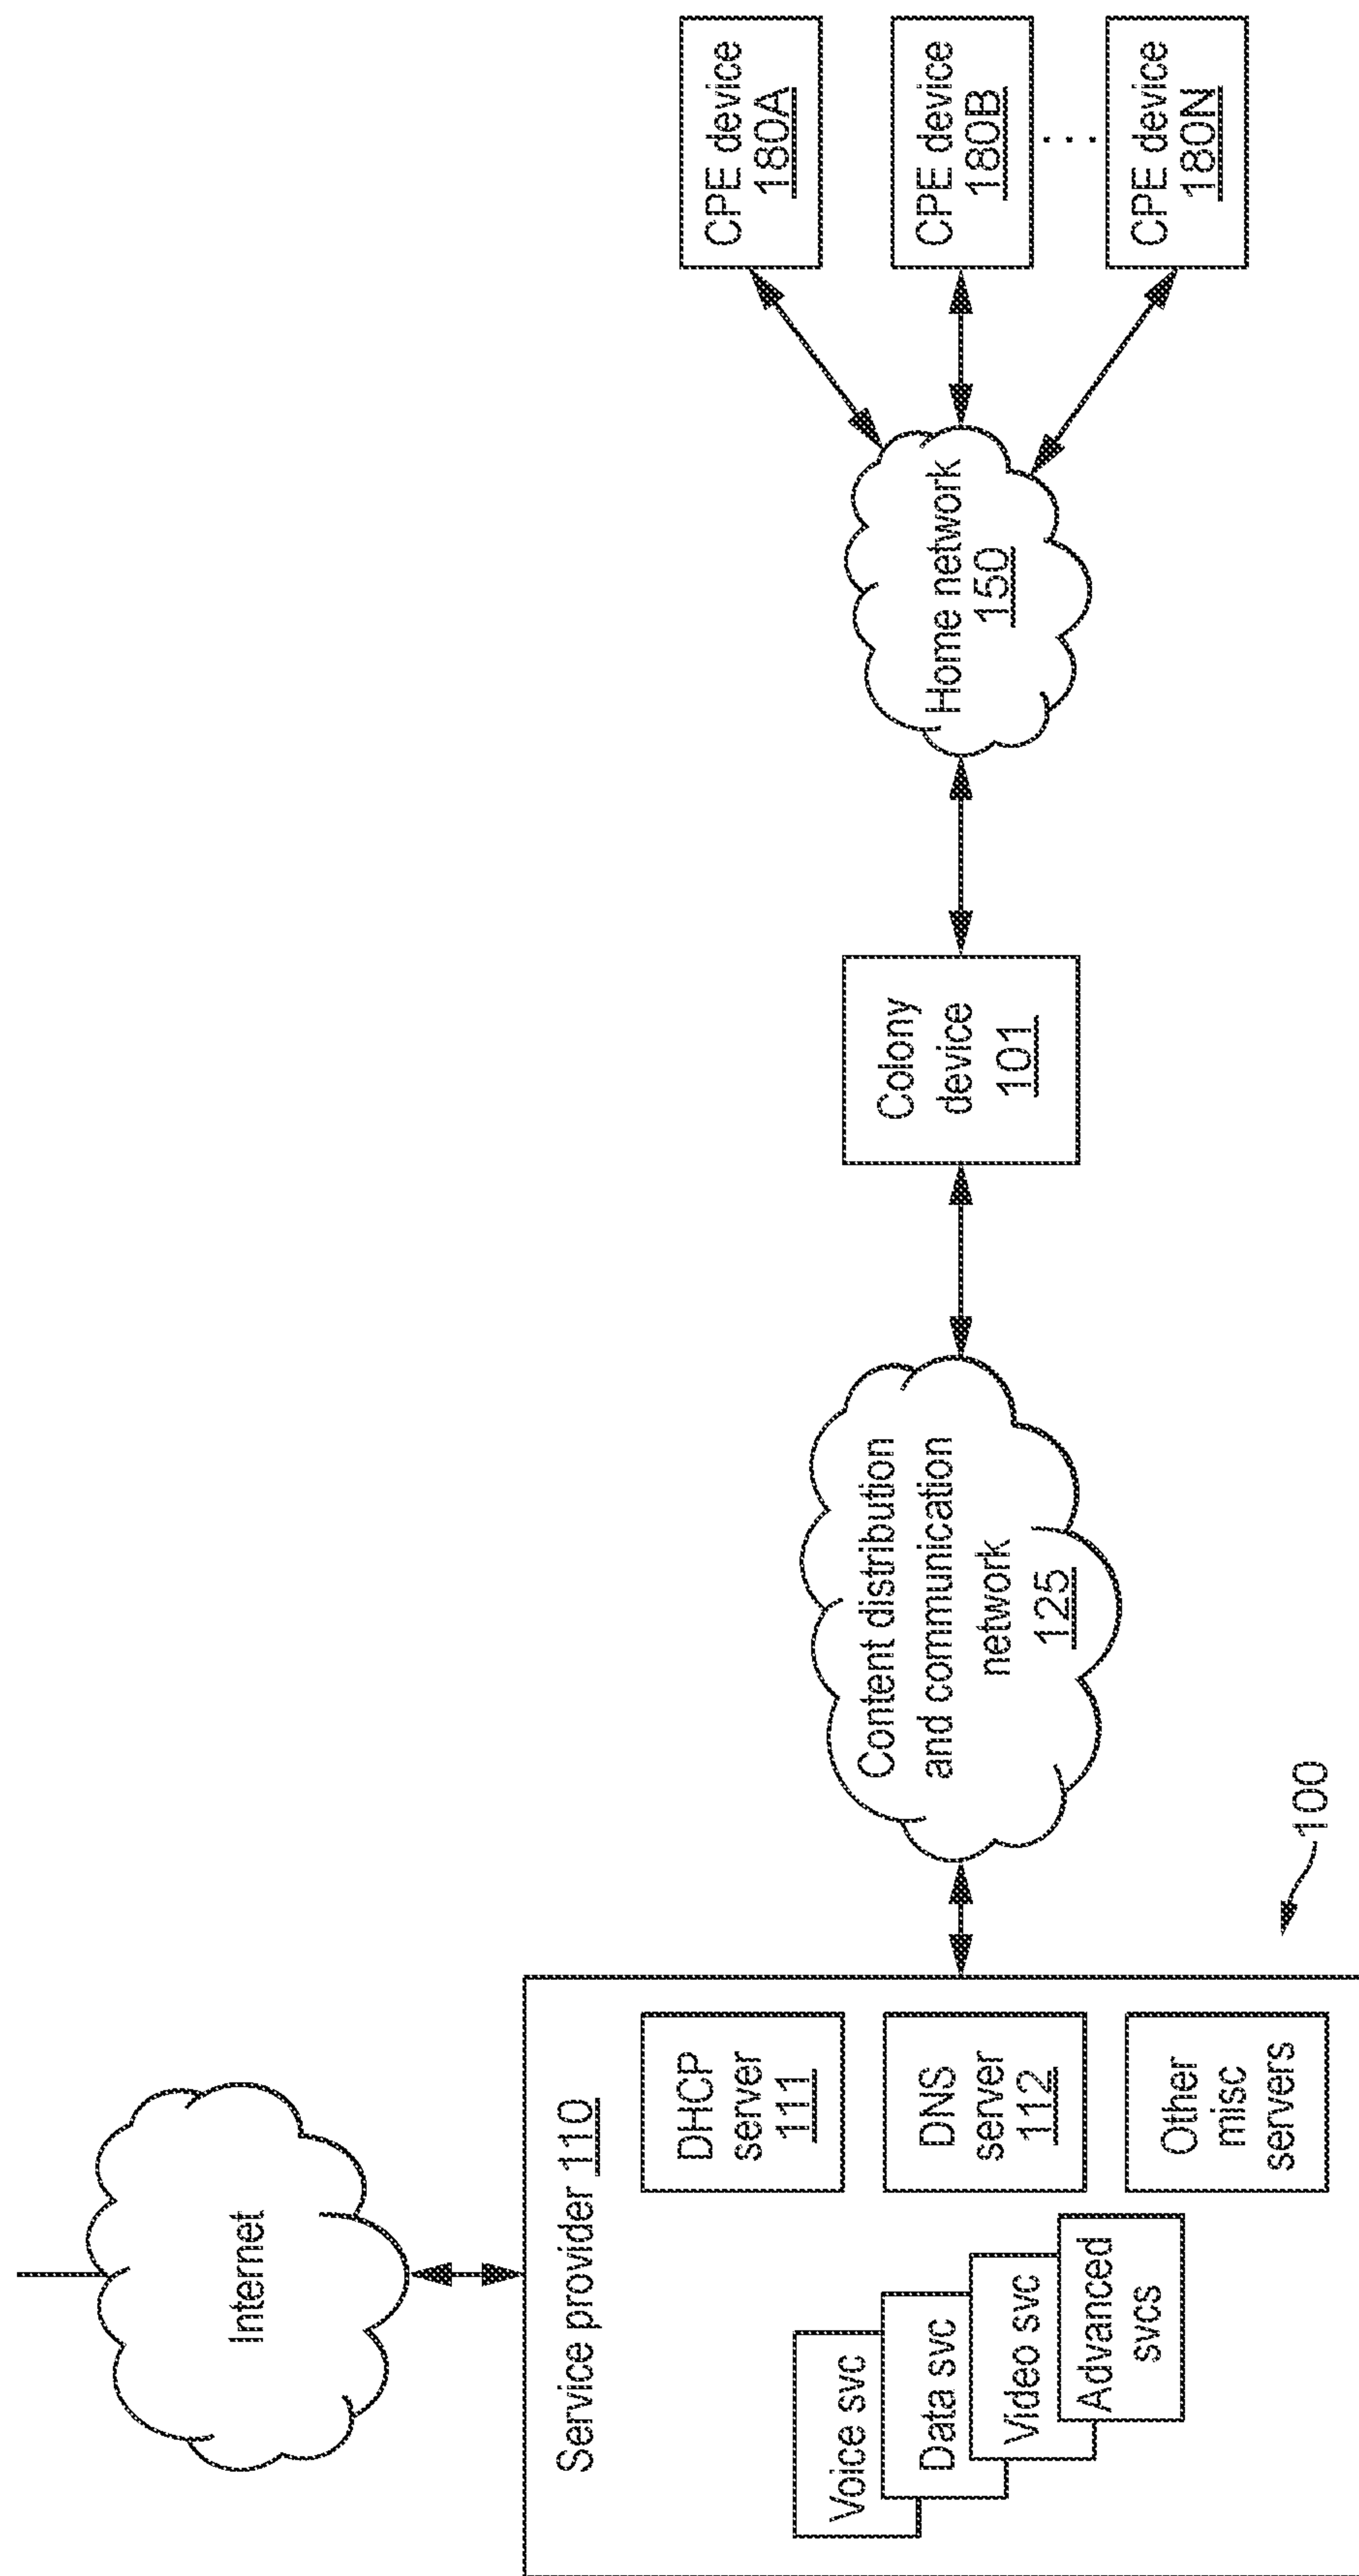 Internet
Service provider 110
Voice svc
Data svc
Video svc
Advanced
svcs
DHCP
server
111
DNS
server
112
Other
misc
servers
100
Content distribution
and communication
network
125
Colony
device
101
Home network
150
CPE device
180A
CPE device
180B
. . .
CPE device
180N